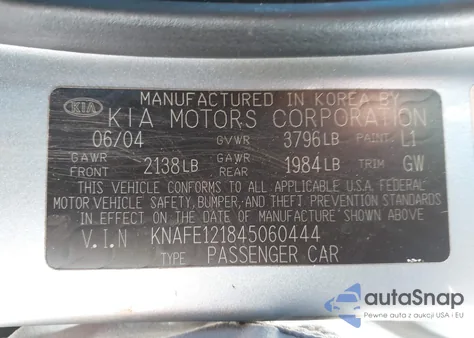 MANUFACTURED IN KOREA BY
KIA KIA MOTORS CORPORATION
06/04 GVWR 3796LB PAINT L1
GAWR FRONT 2138LB GAWR REAR 1984LB TRIM GW
THIS VEHICLE CONFORMS TO ALL APPLICABLE U.S.A. FEDERAL
MOTOR VEHICLE SAFETY, BUMPER, AND THEFT PREVENTION STANDARDS
IN EFFECT ON THE DATE OF MANUFACTURE SHOWN ABOVE
V.I.N KNAFE121845060444
TYPE PASSENGER CAR
autoSnap
Pewne auta z USA i EU